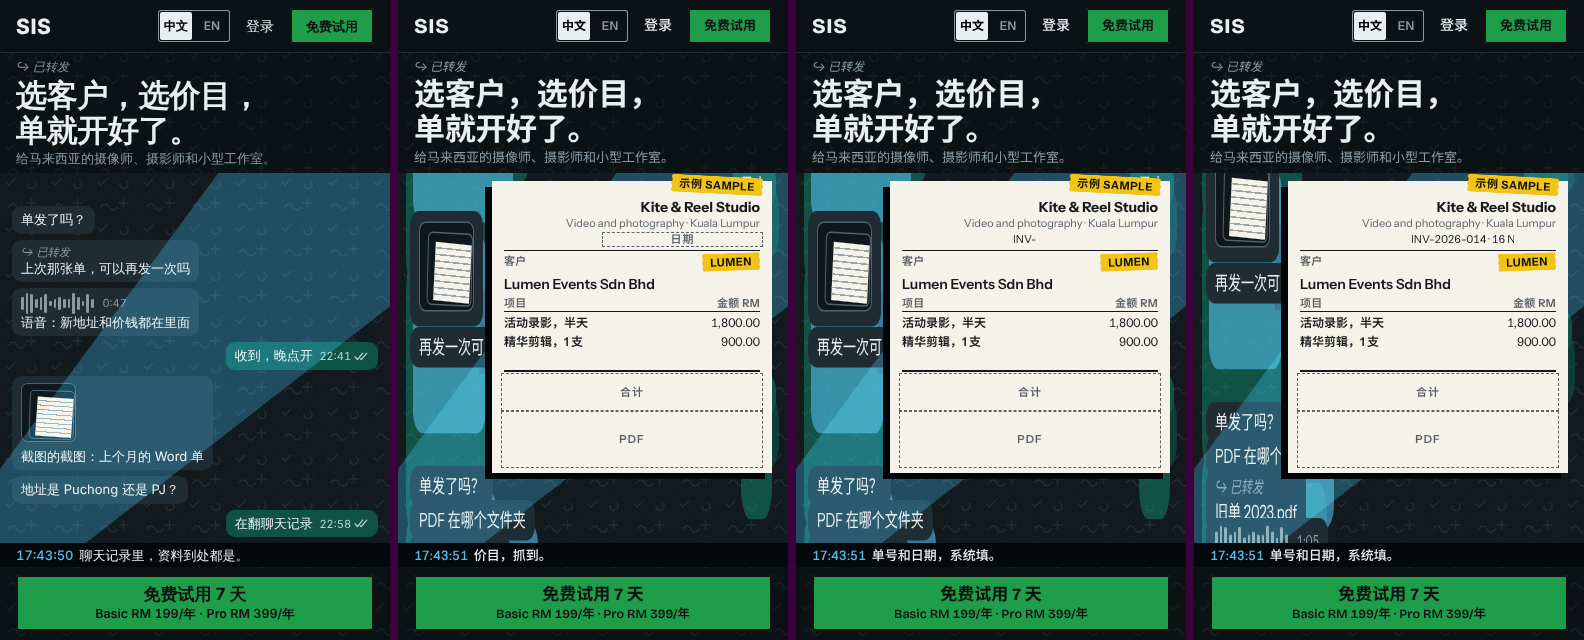 SIS
中文 EN 登录 免费试用
已转发
选客户，选价目，
单就开好了。
给马来西亚的摄像师、摄影师和小型工作室。
单发了吗？
已转发
上次那张单，可以再发一次吗
0:47
语音：新地址和价钱都在里面
收到，晚点开 22:41
截图的截图：上个月的 Word 单
地址是 Puchong 还是 PJ？
在翻聊天记录 22:58
17:43:50 聊天记录里，资料到处都是。
免费试用 7 天
Basic RM 199/年 · Pro RM 399/年
SIS
中文 EN 登录 免费试用
已转发
选客户，选价目，
单就开好了。
给马来西亚的摄像师、摄影师和小型工作室。
示例 SAMPLE
Kite & Reel Studio
Video and photography · Kuala Lumpur
日期
客户 LUMEN
Lumen Events Sdn Bhd
项目 金额 RM
活动录影，半天 1,800.00
精华剪辑，1支 900.00
合计
PDF
再发一次可
单发了吗？
PDF 在哪个文件夹
17:43:51 价目，抓到。
免费试用 7 天
Basic RM 199/年 · Pro RM 399/年
SIS
中文 EN 登录 免费试用
已转发
选客户，选价目，
单就开好了。
给马来西亚的摄像师、摄影师和小型工作室。
示例 SAMPLE
Kite & Reel Studio
Video and photography · Kuala Lumpur
INV-
客户 LUMEN
Lumen Events Sdn Bhd
项目 金额 RM
活动录影，半天 1,800.00
精华剪辑，1支 900.00
合计
PDF
再发一次可
单发了吗？
PDF 在哪个文件夹
17:43:51 单号和日期，系统填。
免费试用 7 天
Basic RM 199/年 · Pro RM 399/年
SIS
中文 EN 登录 免费试用
已转发
选客户，选价目，
单就开好了。
给马来西亚的摄像师、摄影师和小型工作室。
示例 SAMPLE
Kite & Reel Studio
Video and photography · Kuala Lumpur
INV-2026-014 · 16 N
客户 LUMEN
Lumen Events Sdn Bhd
项目 金额 RM
活动录影，半天 1,800.00
精华剪辑，1支 900.00
合计
PDF
再发一次可
单发了吗？
PDF 在哪个
已转发
旧单 2023.pdf
1:05
17:43:51 单号和日期，系统填。
免费试用 7 天
Basic RM 199/年 · Pro RM 399/年